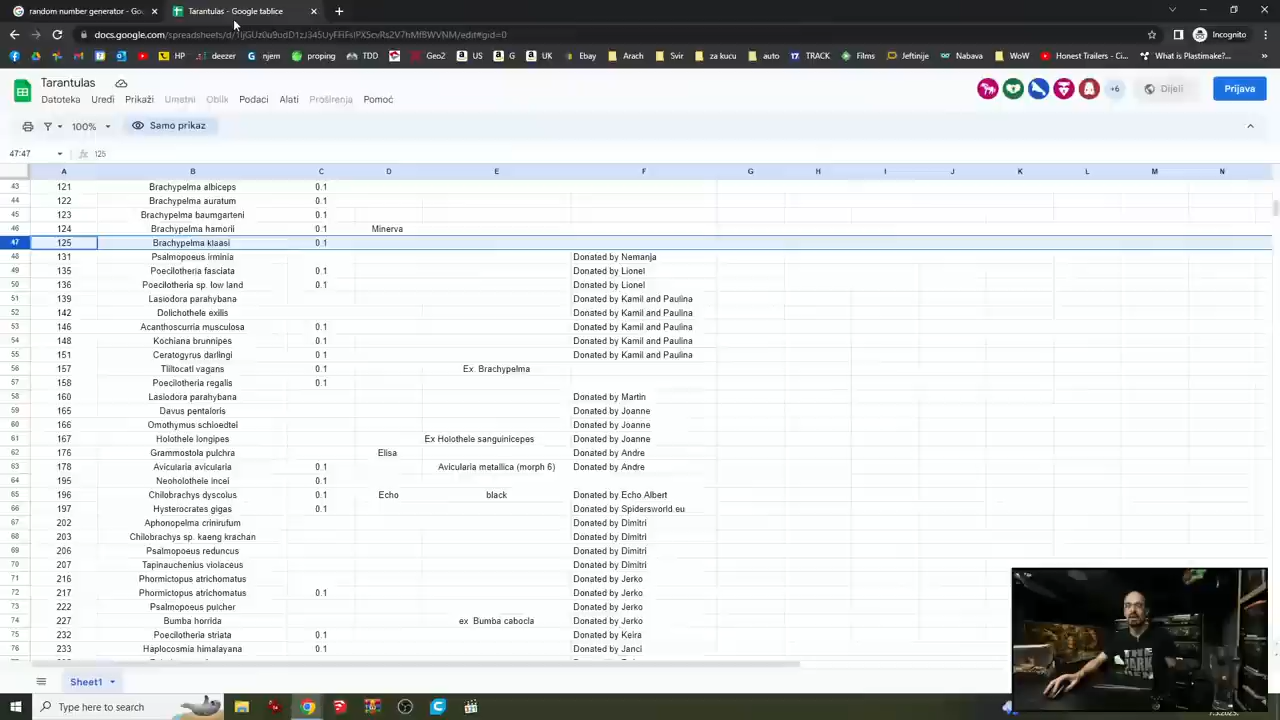 random number generator - Go
Tarantulas - Google tablice
docs.google.com/spreadsheets/d/
Incognito
YT HP deezer njem proping TDD G.com US G UK Ebay Arach Svir za kucu auto TRACK Films Jeftinije Nabava WoW Honest Trailers - Ci... What is Plastimake?...
Tarantulas
Datoteka Uredi Prikaži Umetni Oblik Podaci Alati Proširenja Pomoć
+6 Dijeli Prijava
100% Samo prikaz
47:47 fx 125
A B C D E F G H I J K L M N
43 121 Brachypelma albiceps 0.1
44 122 Brachypelma auratum 0.1
45 123 Brachypelma baumgarteni 0.1
46 124 Brachypelma hamorii 0.1 Minerva
47 125 Brachypelma klaasi 0.1
48 131 Psalmopoeus irminia Donated by Nemanja
49 135 Poecilotheria fasciata 0.1 Donated by Lionel
50 136 Poecilotheria sp. low land 0.1 Donated by Lionel
51 139 Lasiodora parahybana Donated by Kamil and Paulina
52 142 Dolichothele exilis Donated by Kamil and Paulina
53 146 Acanthoscurria musculosa 0.1 Donated by Kamil and Paulina
54 148 Kochiana brunnipes 0.1 Donated by Kamil and Paulina
55 151 Ceratogyrus darlingi 0.1 Donated by Kamil and Paulina
56 157 Tliltocatl vagans 0.1 Ex Brachypelma
57 158 Poecilotheria regalis 0.1
58 160 Lasiodora parahybana Donated by Martin
59 165 Davus pentaloris Donated by Joanne
60 166 Omothymus schioedtei Donated by Joanne
61 167 Holothele longipes Ex Holothele sanguinicepes Donated by Joanne
62 176 Grammostola pulchra Elisa Donated by Andre
63 178 Avicularia avicularia 0.1 Avicularia metallica (morph 6) Donated by Andre
64 195 Neoholothele incei 0.1
65 196 Chilobrachys dyscolus 0.1 Echo black Donated by Echo Albert
66 197 Hysterocrates gigas 0.1 Donated by Spidersworld.eu
67 202 Aphonopelma crinirufum Donated by Dimitri
68 203 Chilobrachys sp. kaeng krachan Donated by Dimitri
69 206 Psalmopoeus reduncus Donated by Dimitri
70 207 Tapinauchenius violaceus Donated by Dimitri
71 216 Phormictopus atrichomatus Donated by Jerko
72 217 Phormictopus atrichomatus 0.1 Donated by Jerko
73 222 Psalmopoeus pulcher Donated by Jerko
74 227 Bumba horrida ex Bumba cabocla Donated by Jerko
75 232 Poecilotheria striata 0.1 Donated by Keira
76 233 Haplocosmia himalayana 0.1 Donated by Janci
Sheet1
Type here to search